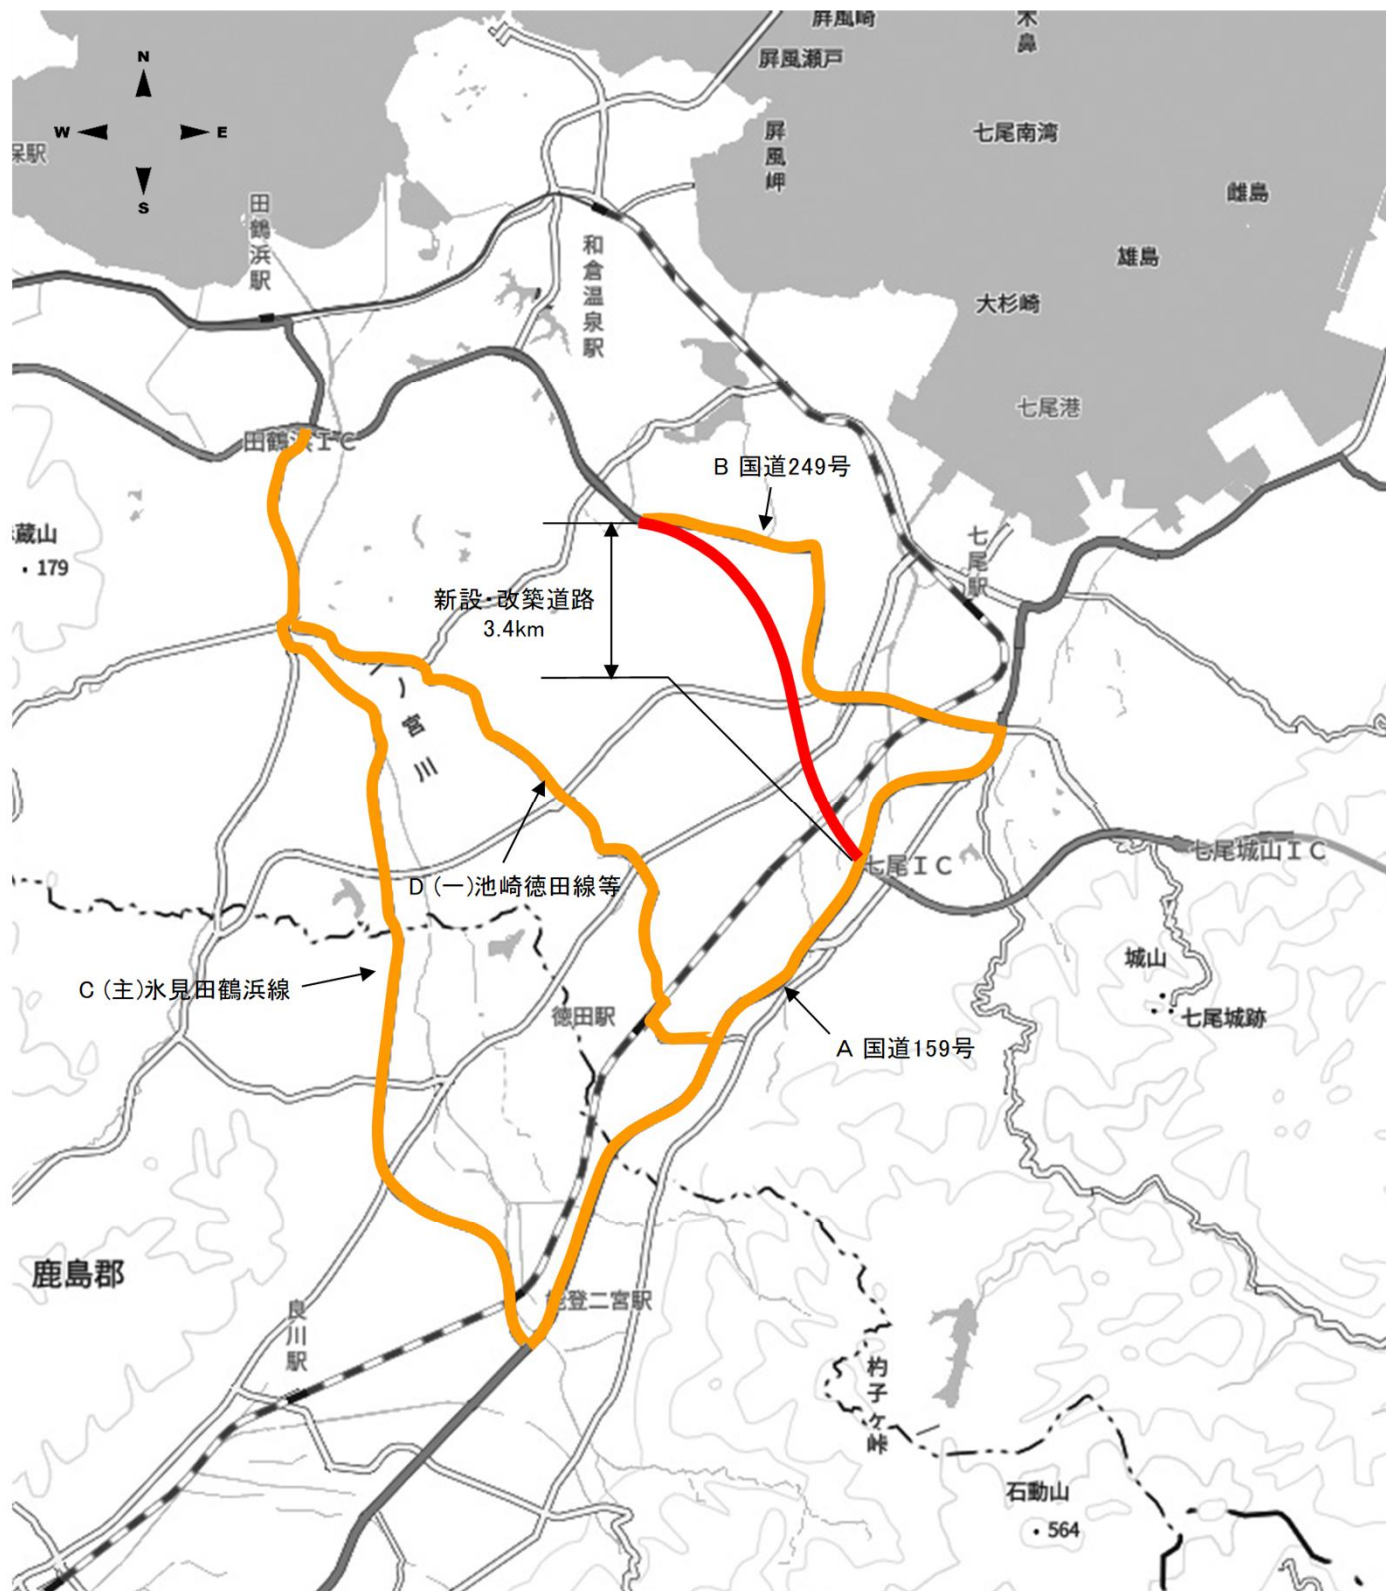 屏風崎
木鼻
屏風瀬戸
N
W
E
S
屏風岬
七尾南湾
保駅
雌島
田鶴浜駅
雄島
和倉温泉駅
大杉崎
七尾港
田鶴浜IC
B 国道249号
蔵山
・179
七尾駅
新設・改築道路
3.4km
二宮川
七尾城山IC
七尾IC
D (一)池崎徳田線等
城山
C (主)氷見田鶴浜線
徳田駅
七尾城跡
A 国道159号
鹿島郡
能登二宮駅
良川駅
杓子ケ峠
石動山
・564